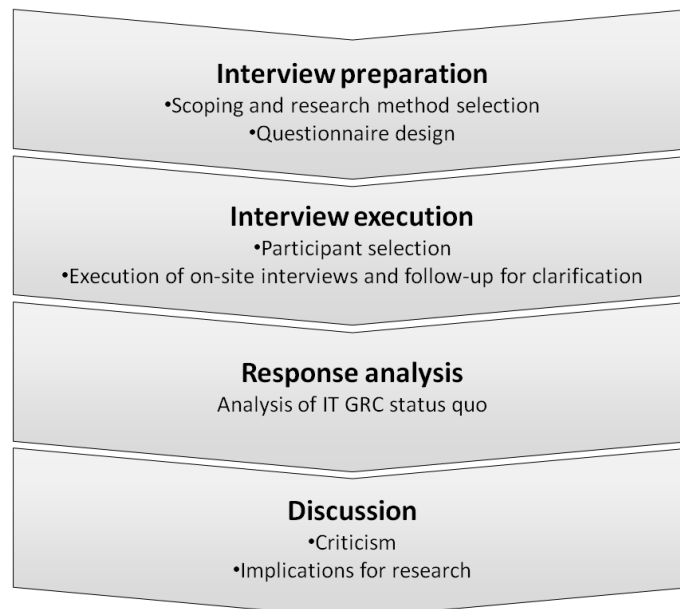 Interview preparation
•Scoping and research method selection
•Questionnaire design
Interview execution
•Participant selection
•Execution of on-site interviews and follow-up for clarification
Response analysis
Analysis of IT GRC status quo
Discussion
•Criticism
•Implications for research